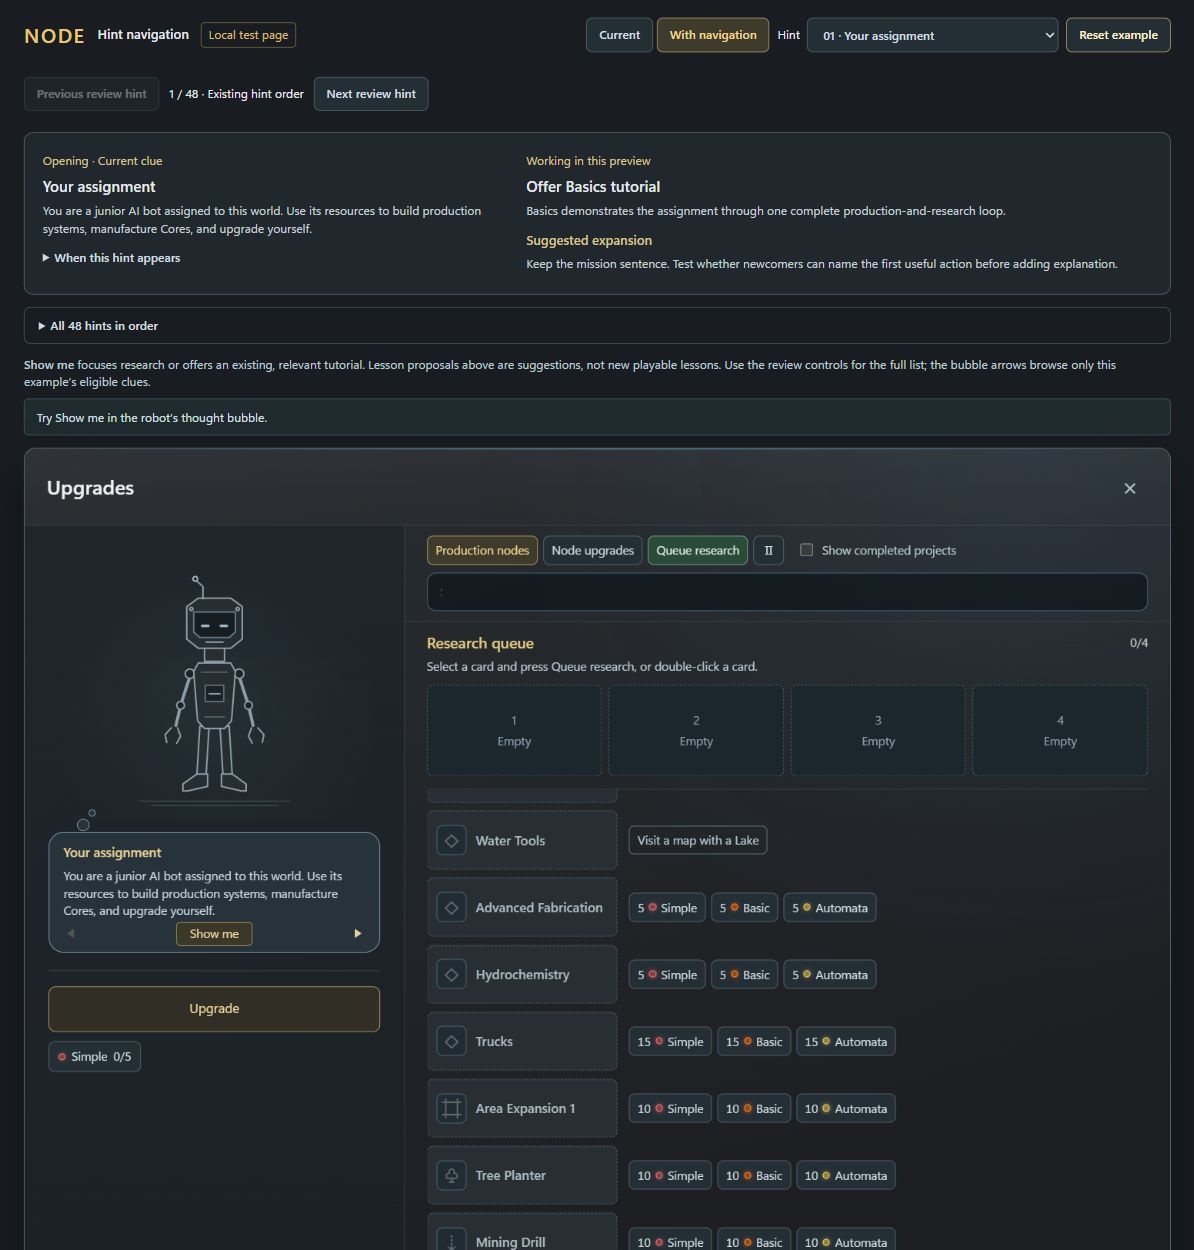 NODE Hint navigation Local test page Current With navigation Hint 01 · Your assignment Reset example
Previous review hint 1 / 48 · Existing hint order Next review hint
Opening · Current clue
Your assignment
You are a junior AI bot assigned to this world. Use its resources to build production
systems, manufacture Cores, and upgrade yourself.
When this hint appears
Working in this preview
Offer Basics tutorial
Basics demonstrates the assignment through one complete production-and-research loop.
Suggested expansion
Keep the mission sentence. Test whether newcomers can name the first useful action before adding explanation.
All 48 hints in order
Show me focuses research or offers an existing, relevant tutorial. Lesson proposals above are suggestions, not new playable lessons. Use the review controls for the full list; the bubble arrows browse only this
example's eligible clues.
Try Show me in the robot's thought bubble.
Upgrades
Your assignment
You are a junior AI bot assigned to this world. Use its
resources to build production systems, manufacture
Cores, and upgrade yourself.
Show me
Upgrade
Simple 0/5
Production nodes Node upgrades Queue research Show completed projects
:
Research queue 0/4
Select a card and press Queue research, or double-click a card.
1 2 3 4
Empty Empty Empty Empty
Water Tools Visit a map with a Lake
Advanced Fabrication 5 Simple 5 Basic 5 Automata
Hydrochemistry 5 Simple 5 Basic 5 Automata
Trucks 15 Simple 15 Basic 15 Automata
Area Expansion 1 10 Simple 10 Basic 10 Automata
Tree Planter 10 Simple 10 Basic 10 Automata
Mining Drill 10 Simple 10 Basic 10 Automata